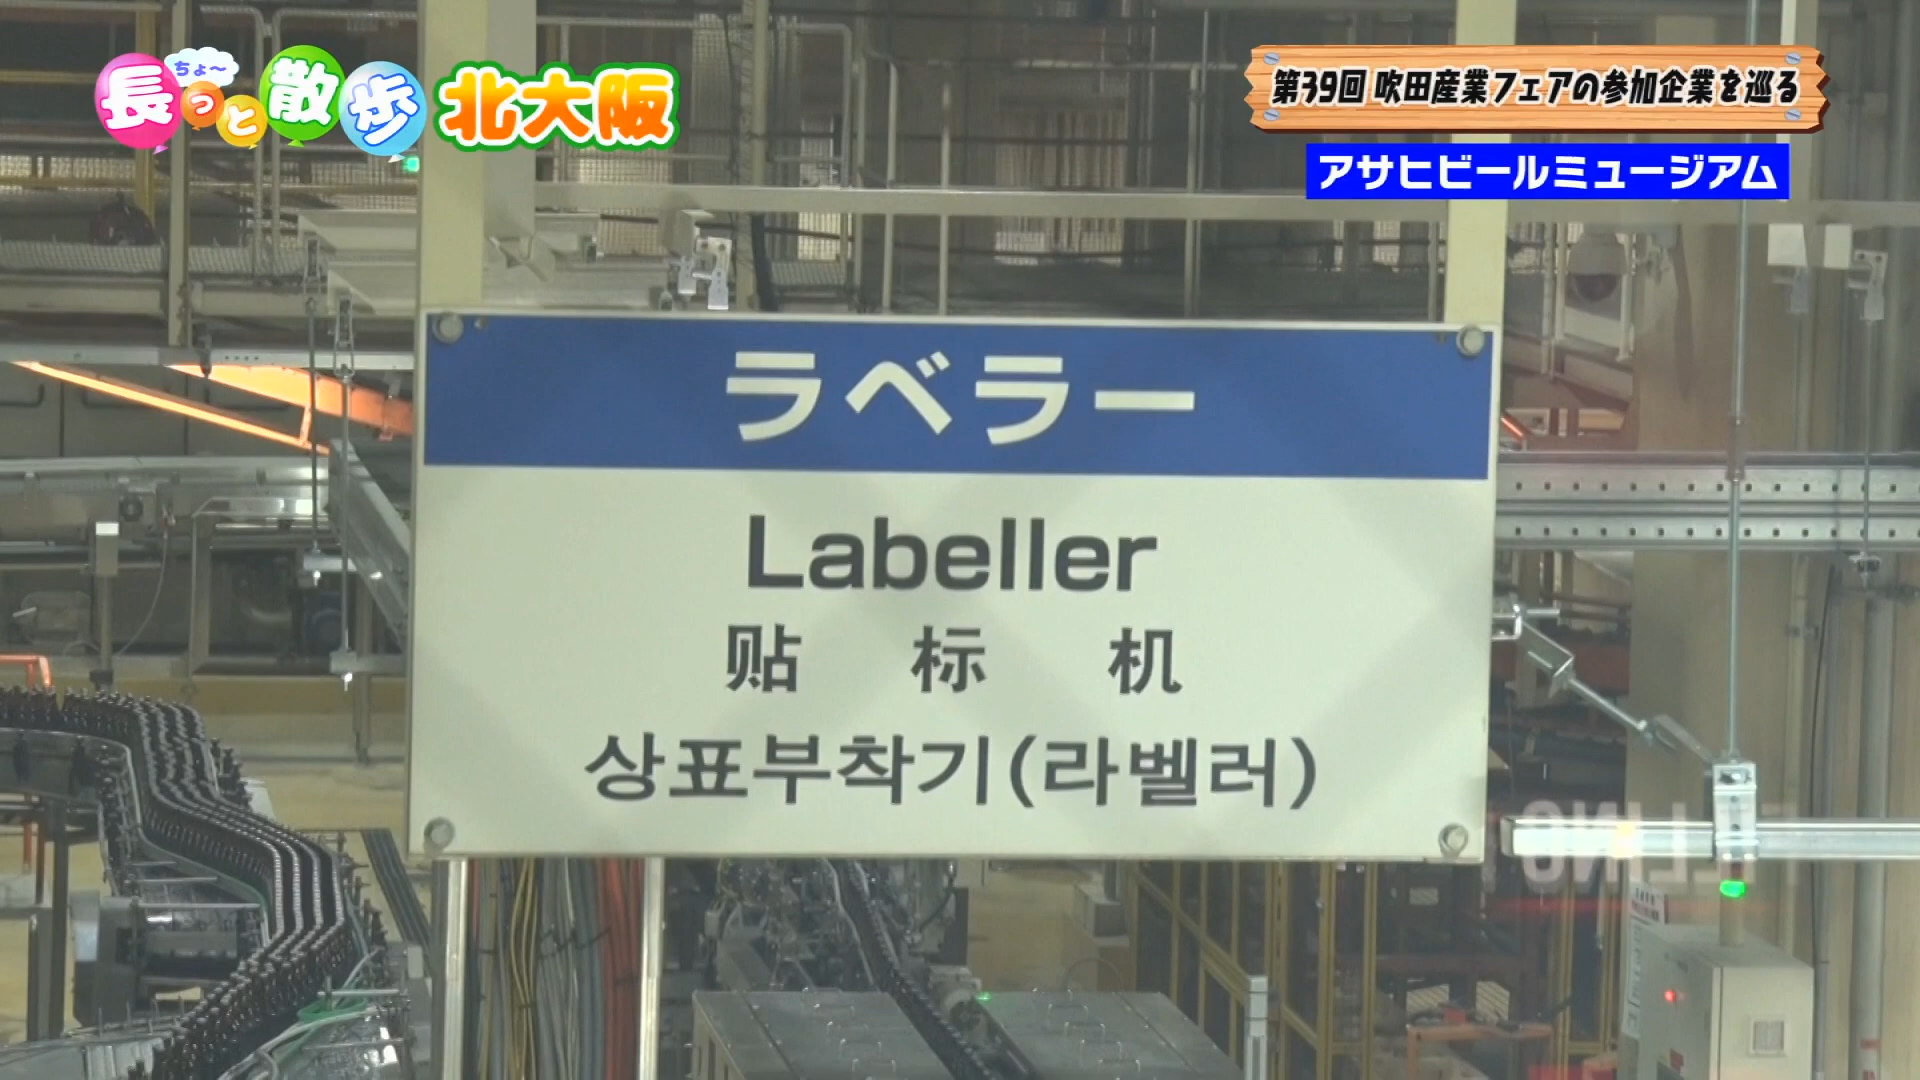 長ちょ〜っと散歩 北大阪
第39回 吹田産業フェアの参加企業を巡る
アサヒビールミュージアム
ラベラー
Labeller
贴标机
상표부착기(라벨러)